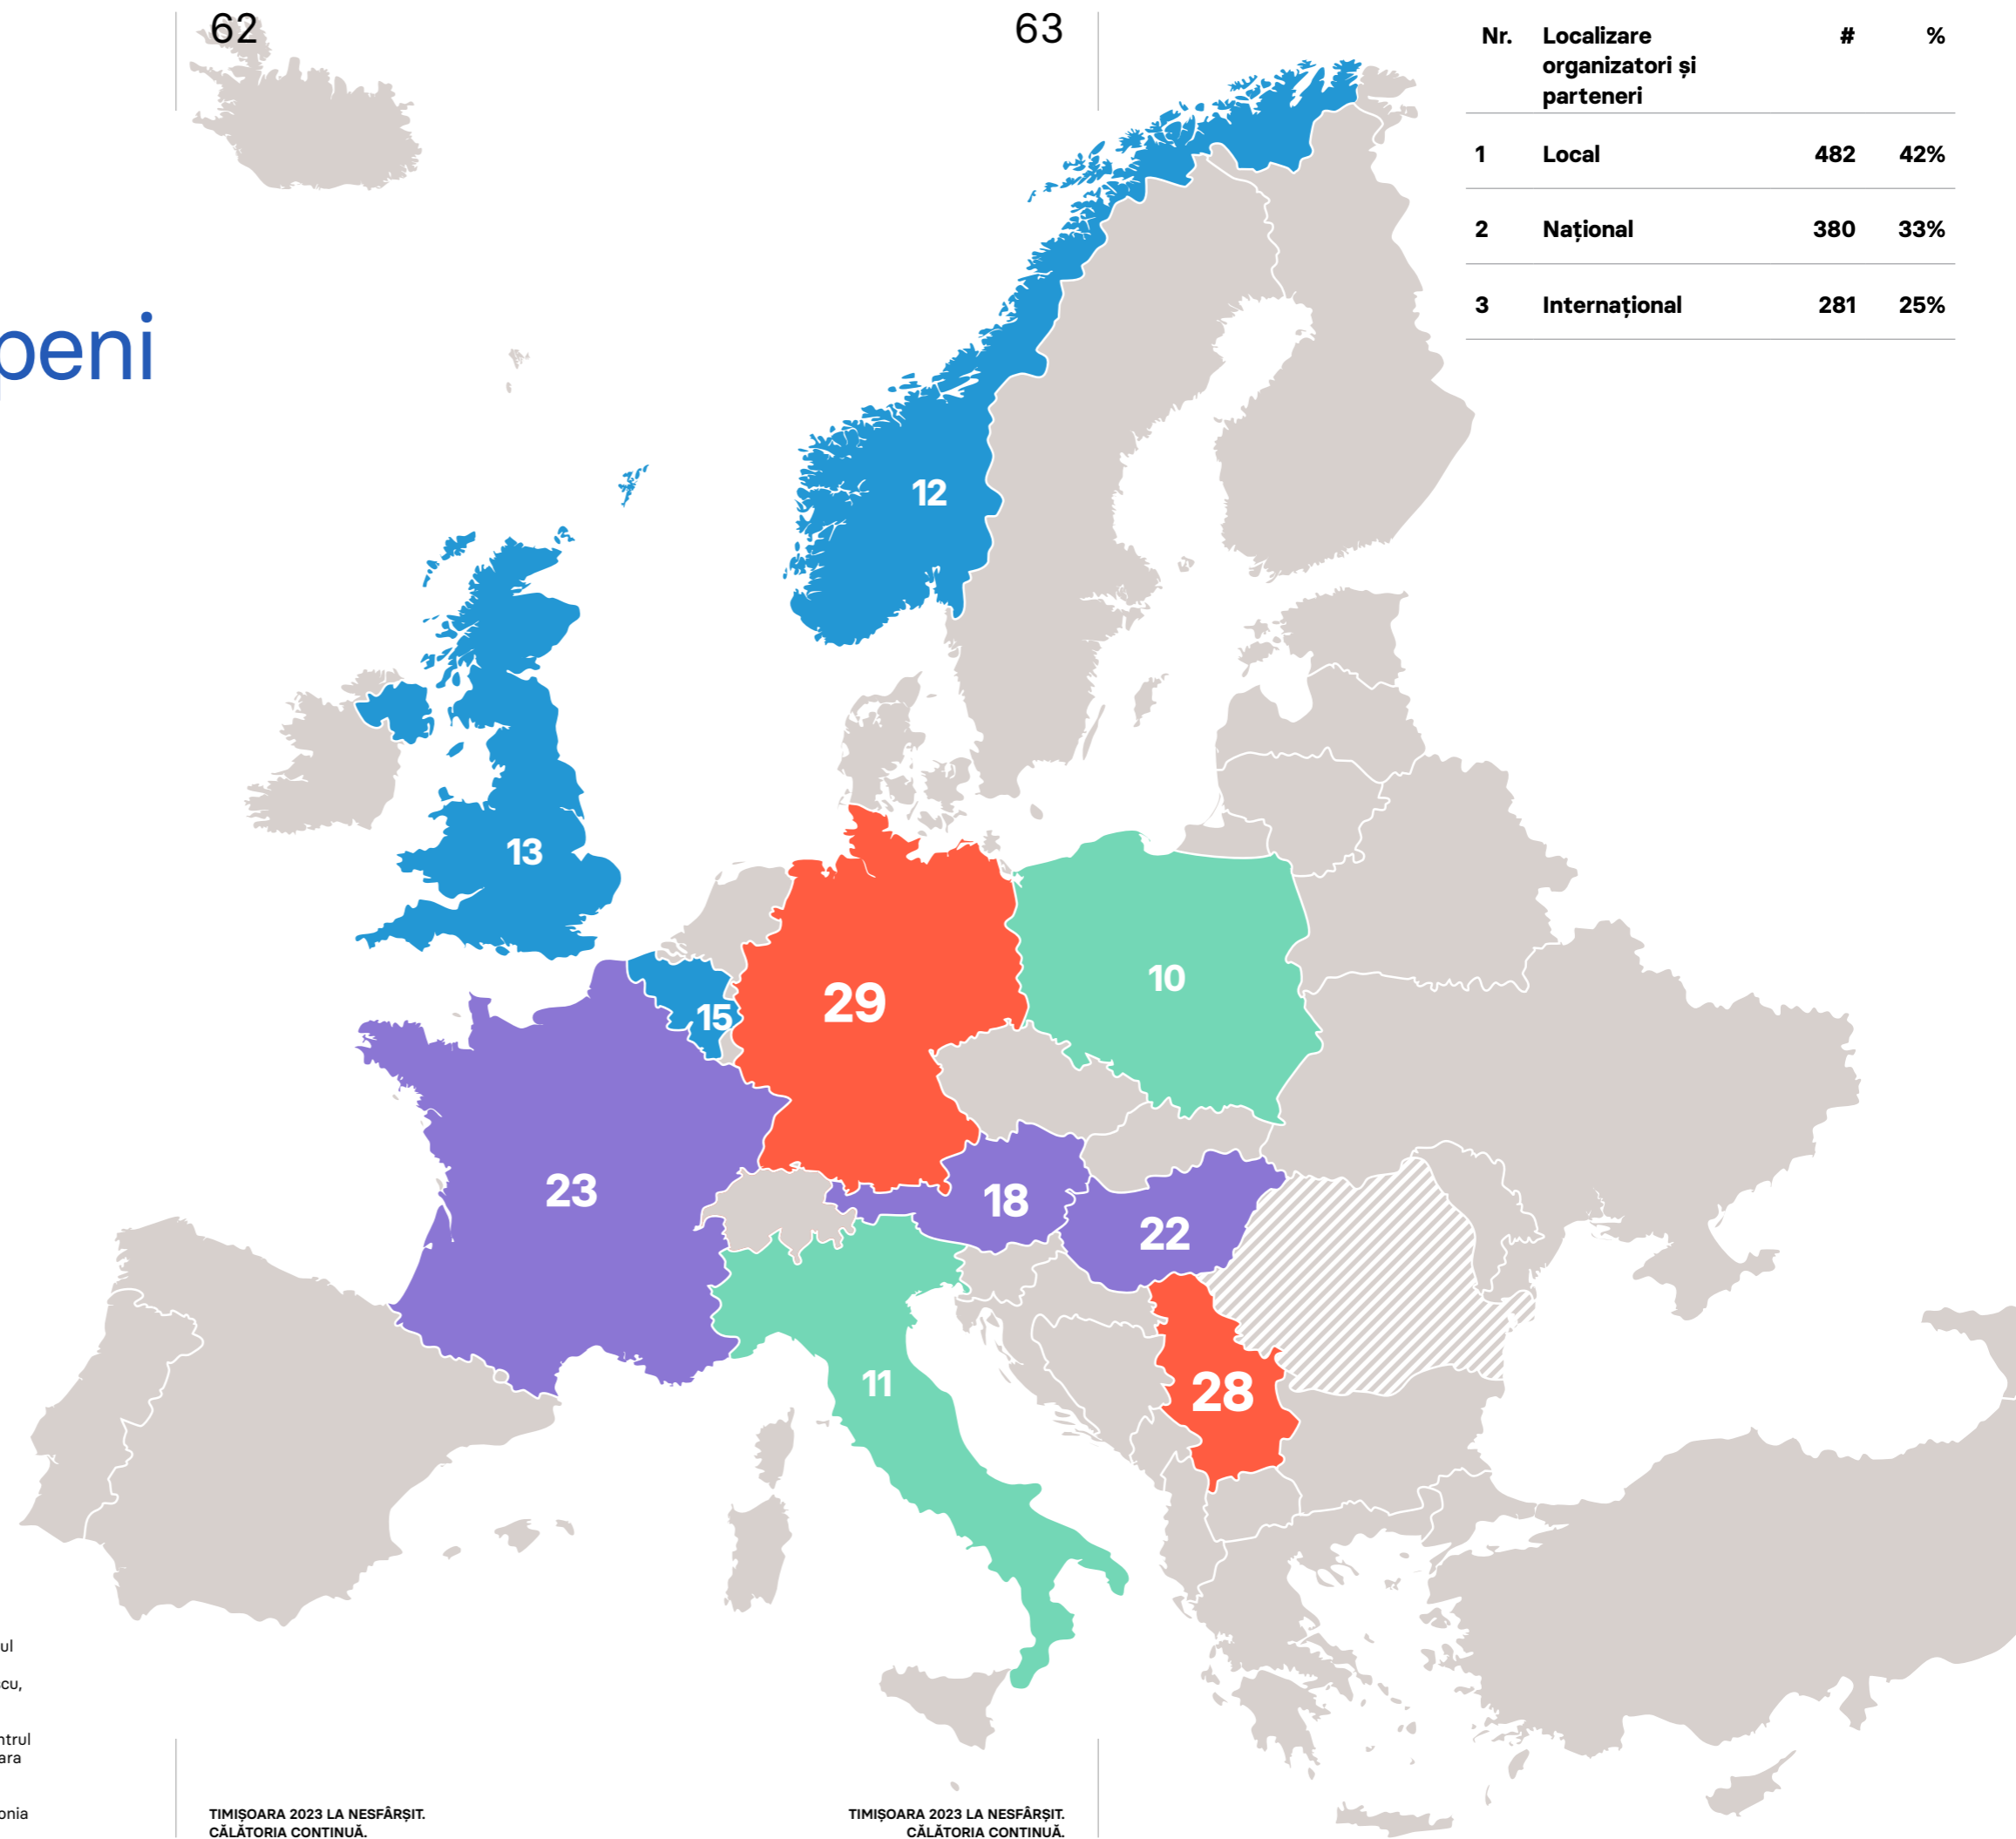 62
63
Nr. Localizare organizatori și parteneri # %
1 Local 482 42%
2 Național 380 33%
3 Internațional 281 25%
peni
12
13
10
15
29
23
18
22
11
28
ul
cu,
ntrul
ara
onia
TIMIȘOARA 2023 LA NESFÂRȘIT.
CĂLĂTORIA CONTINUĂ.
TIMIȘOARA 2023 LA NESFÂRȘIT.
CĂLĂTORIA CONTINUĂ.